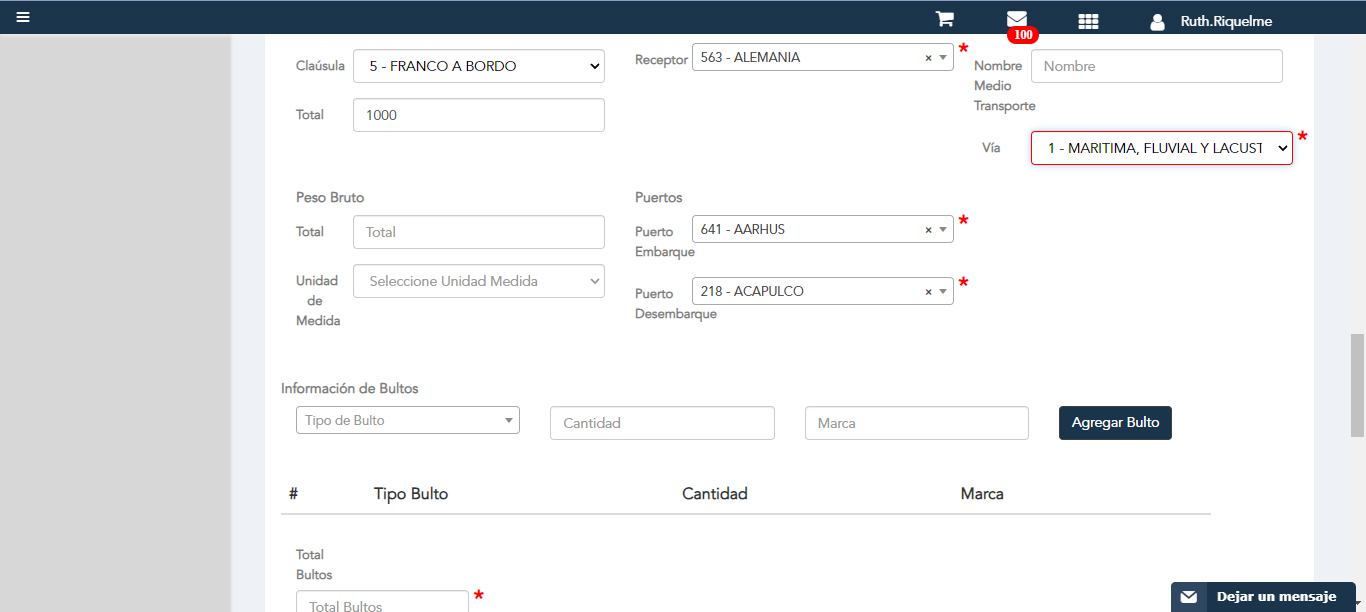 Ruth.Riquelme
100
Claúsula
5 - FRANCO A BORDO
Receptor
563 - ALEMANIA
×
*
Nombre
Medio
Transporte
Nombre
Total
1000
Vía
1 - MARITIMA, FLUVIAL Y LACUST
*
Peso Bruto
Puertos
Total
Total
Puerto
Embarque
641 - AARHUS
×
*
Unidad
de
Medida
Seleccione Unidad Medida
Puerto
Desembarque
218 - ACAPULCO
×
*
Información de Bultos
Tipo de Bulto
Cantidad
Marca
Agregar Bulto
# Tipo Bulto Cantidad Marca
Total
Bultos
Total Bultos
*
Dejar un mensaje